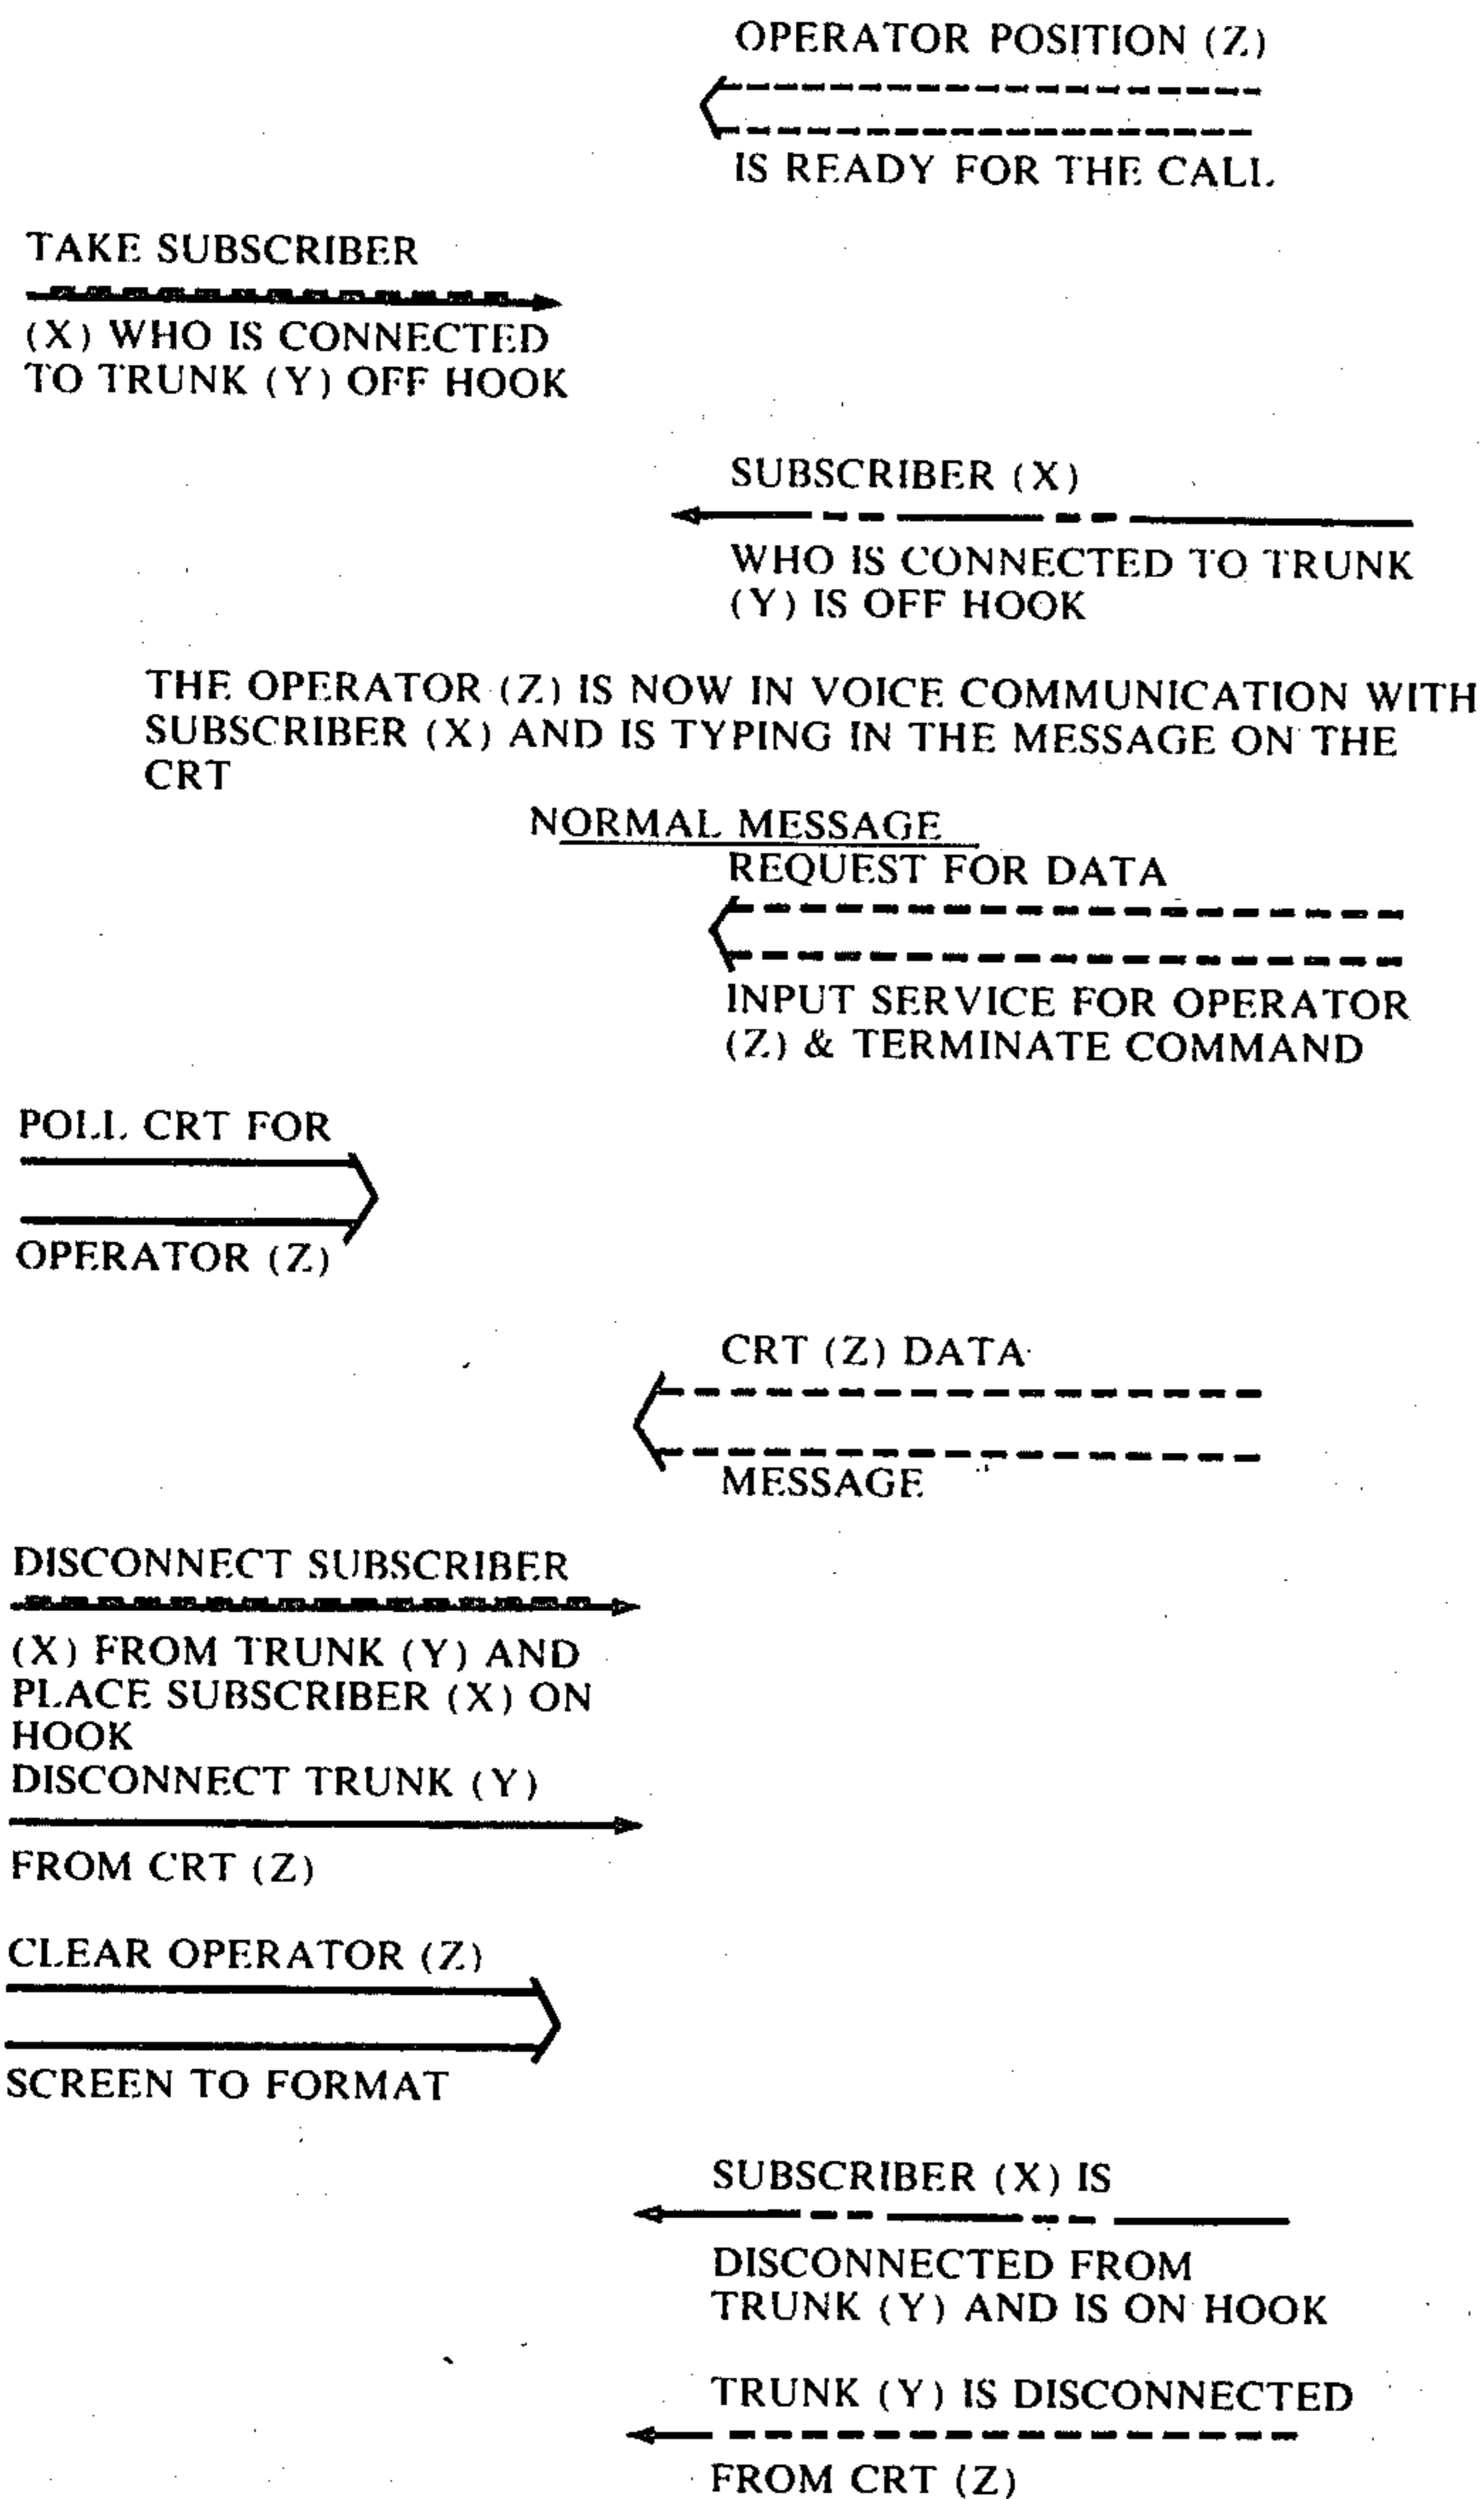 OPERATOR POSITION (Z)
IS READY FOR THE CALL
TAKE SUBSCRIBER
(X) WHO IS CONNECTED
TO TRUNK (Y) OFF HOOK
SUBSCRIBER (X)
WHO IS CONNECTED TO TRUNK
(Y) IS OFF HOOK
THE OPERATOR (Z) IS NOW IN VOICE COMMUNICATION WITH
SUBSCRIBER (X) AND IS TYPING IN THE MESSAGE ON THE
CRT
NORMAL MESSAGE
REQUEST FOR DATA
INPUT SERVICE FOR OPERATOR
(Z) & TERMINATE COMMAND
POLL CRT FOR
OPERATOR (Z)
CRT (Z) DATA
MESSAGE
DISCONNECT SUBSCRIBER
(X) FROM TRUNK (Y) AND
PLACE SUBSCRIBER (X) ON
HOOK
DISCONNECT TRUNK (Y)
FROM CRT (Z)
CLEAR OPERATOR (Z)
SCREEN TO FORMAT
SUBSCRIBER (X) IS
DISCONNECTED FROM
TRUNK (Y) AND IS ON HOOK
TRUNK (Y) IS DISCONNECTED
FROM CRT (Z)